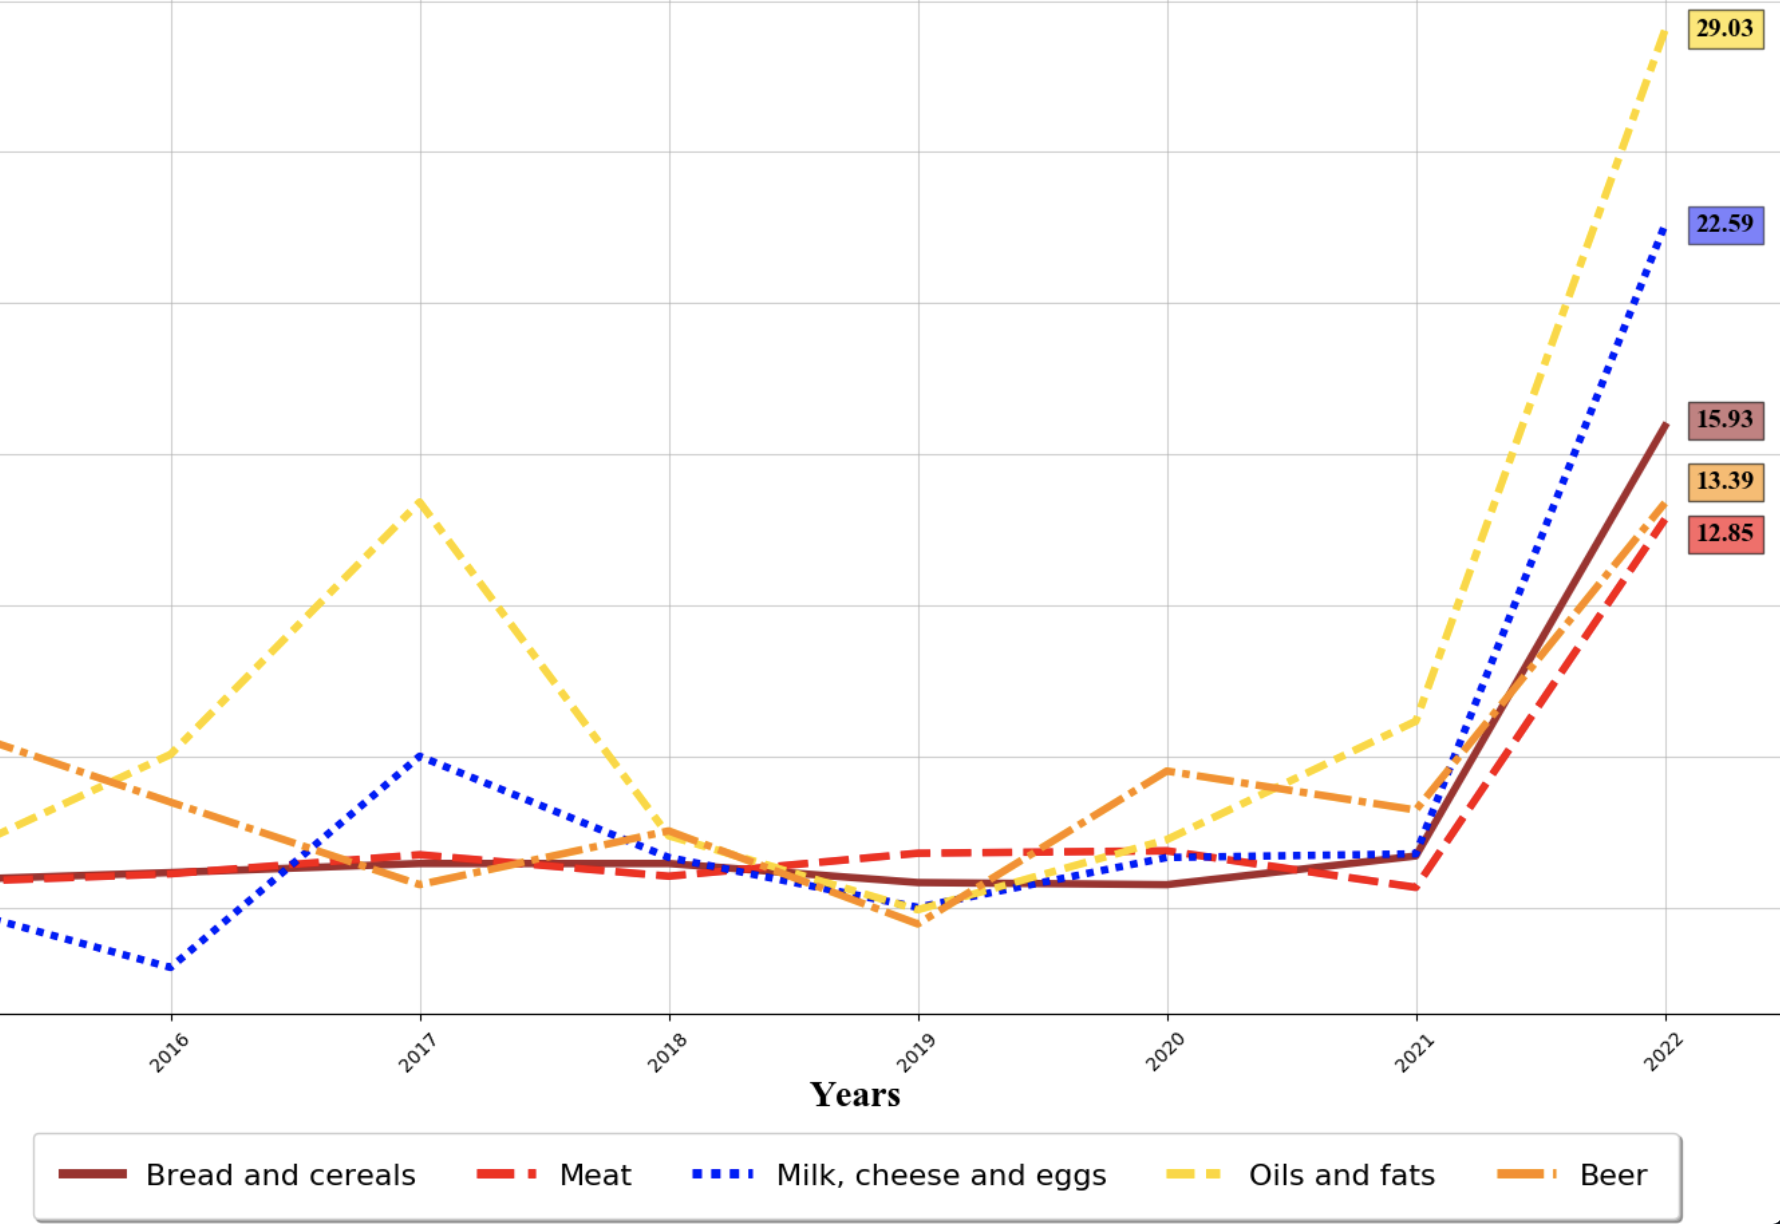 29.03
22.59
15.93
13.39
12.85
2016 2017 2018 2019 2020 2021 2022
Years
Bread and cereals Meat Milk, cheese and eggs Oils and fats Beer